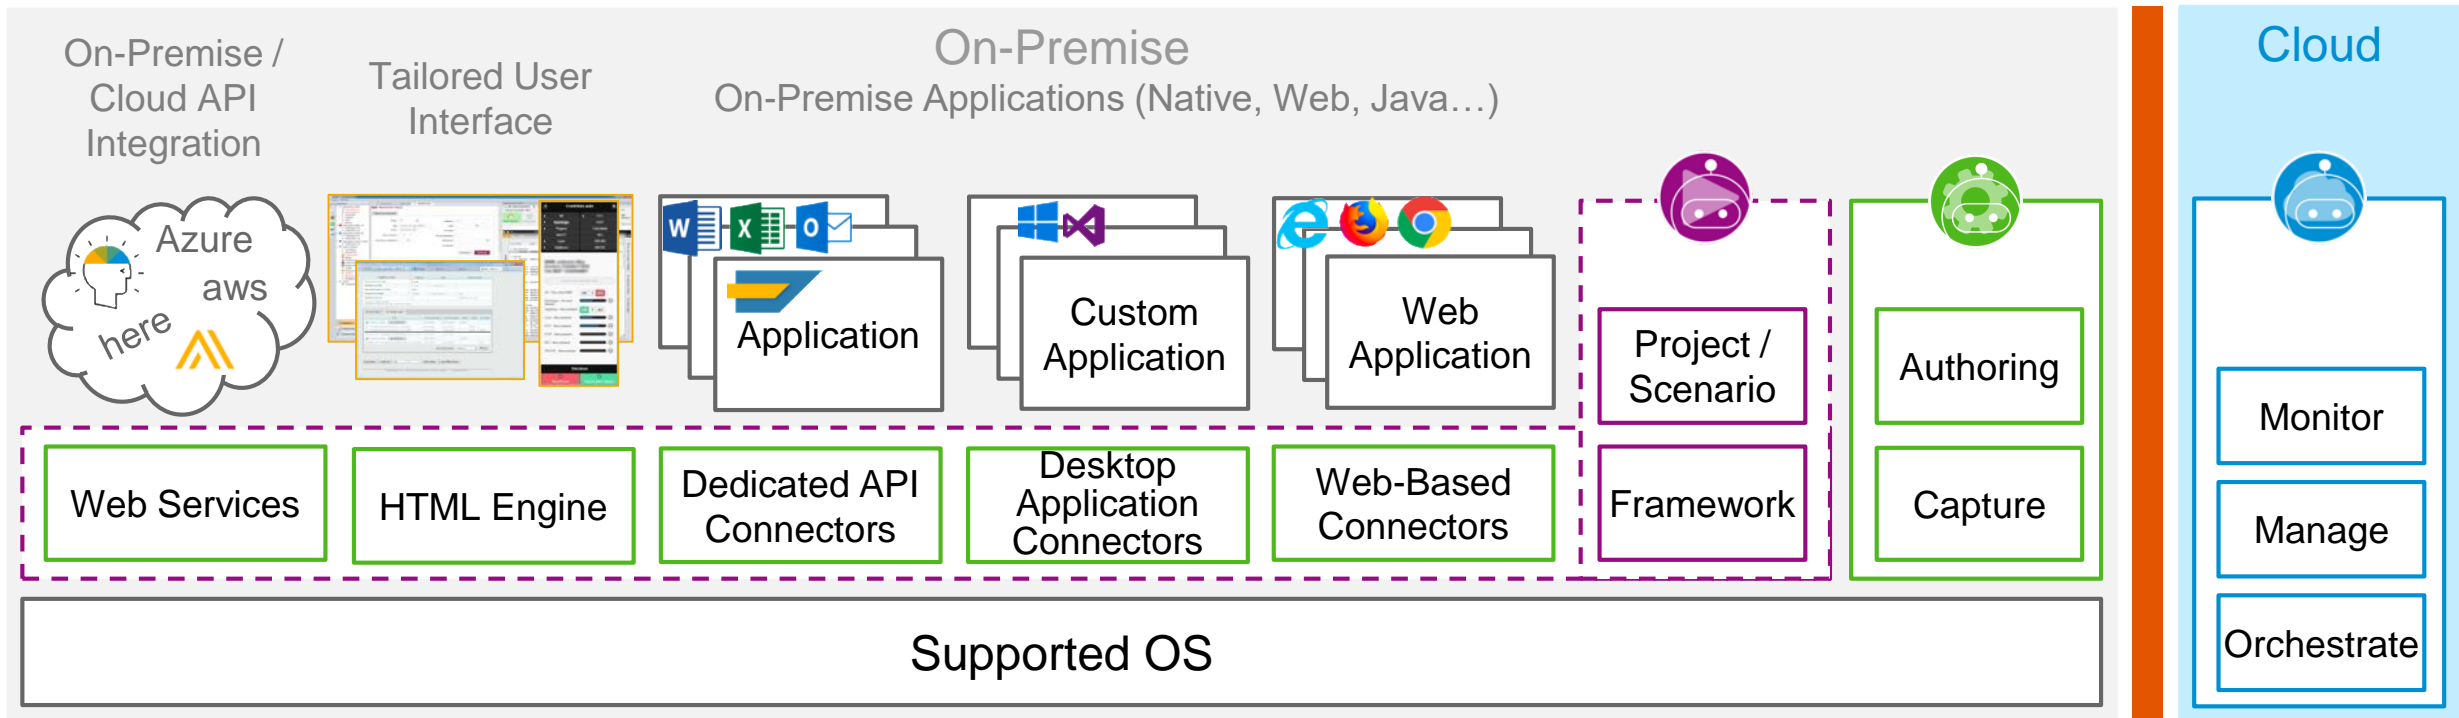 On-Premise /
Cloud API
Integration
Tailored User
Interface
On-Premise
On-Premise Applications (Native, Web, Java…)
Cloud
Azure
aws
here
W
X
O
Application
Custom
Application
Web
Application
Project /
Scenario
Authoring
Monitor
Web Services
HTML Engine
Dedicated API
Connectors
Desktop
Application
Connectors
Web-Based
Connectors
Framework
Capture
Manage
Orchestrate
Supported OS